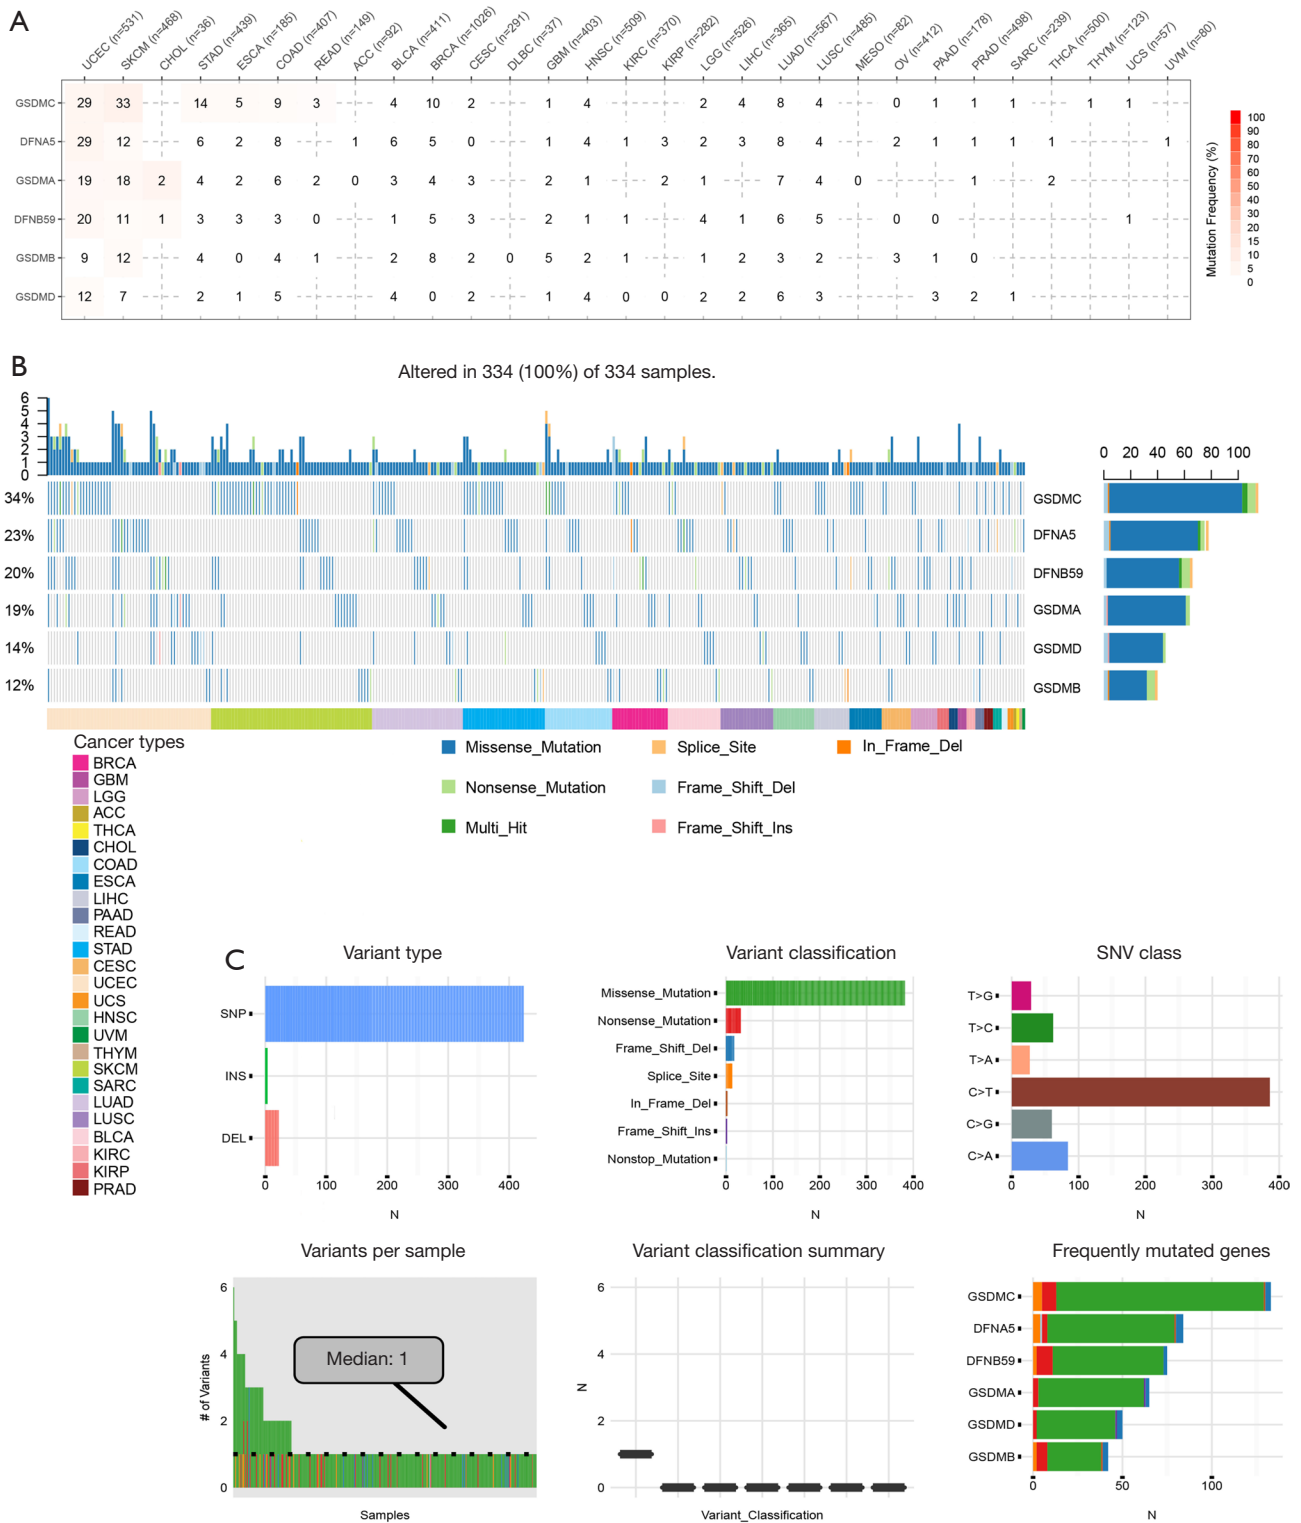 A
UCEC (n=531)
SKCM (n=468)
CHOL (n=36)
STAD (n=439)
ESCA (n=185)
COAD (n=407)
READ (n=149)
ACC (n=92)
BLCA (n=411)
BRCA (n=1026)
CESC (n=291)
DLBC (n=37)
GBM (n=403)
HNSC (n=509)
KIRC (n=370)
KIRP (n=282)
LGG (n=526)
LIHC (n=365)
LUAD (n=567)
LUSC (n=485)
MESO (n=82)
OV (n=412)
PAAD (n=178)
PRAD (n=498)
SARC (n=239)
THCA (n=500)
THYM (n=123)
UCS (n=57)
UVM (n=80)
GSDMC 29 33 14 5 9 3 4 10 2 1 4 2 4 8 4 0 1 1 1 1 1
DFNA5 29 12 6 2 8 1 6 5 0 1 4 1 3 2 3 8 4 2 1 1 1 1 1
GSDMA 19 18 2 4 2 6 2 0 3 4 3 2 1 2 1 7 4 0 1 2
DFNB59 20 11 1 3 3 3 0 1 5 3 2 1 1 4 1 6 5 0 0 1
GSDMB 9 12 4 0 4 1 2 8 2 0 5 2 1 1 2 3 2 3 1 0
GSDMD 12 7 2 1 5 4 0 2 1 4 0 0 2 2 6 3 3 2 1
Mutation Frequency (%)
100
90
80
70
60
50
40
30
20
15
10
5
0
B
Altered in 334 (100%) of 334 samples.
6
5
4
3
2
1
0
0 20 40 60 80 100
34% GSDMC
23% DFNA5
20% DFNB59
19% GSDMA
14% GSDMD
12% GSDMB
Cancer types
BRCA
GBM
LGG
ACC
THCA
CHOL
COAD
ESCA
LIHC
PAAD
READ
STAD
CESC
UCEC
UCS
HNSC
UVM
THYM
SKCM
SARC
LUAD
LUSC
BLCA
KIRC
KIRP
PRAD
Missense_Mutation Splice_Site In_Frame_Del
Nonsense_Mutation Frame_Shift_Del
Multi_Hit Frame_Shift_Ins
C
Variant type
SNP
INS
DEL
0 100 200 300 400
N
Variant classification
Missense_Mutation
Nonsense_Mutation
Frame_Shift_Del
Splice_Site
In_Frame_Del
Frame_Shift_Ins
Nonstop_Mutation
0 100 200 300 400
N
SNV class
T>G
T>C
T>A
C>T
C>G
C>A
0 100 200 300 400
N
Variants per sample
# of Variants
6
4
2
0
Median: 1
Samples
Variant classification summary
N
6
4
2
0
Variant_Classification
Frequently mutated genes
GSDMC
DFNA5
DFNB59
GSDMA
GSDMD
GSDMB
0 50 100
N